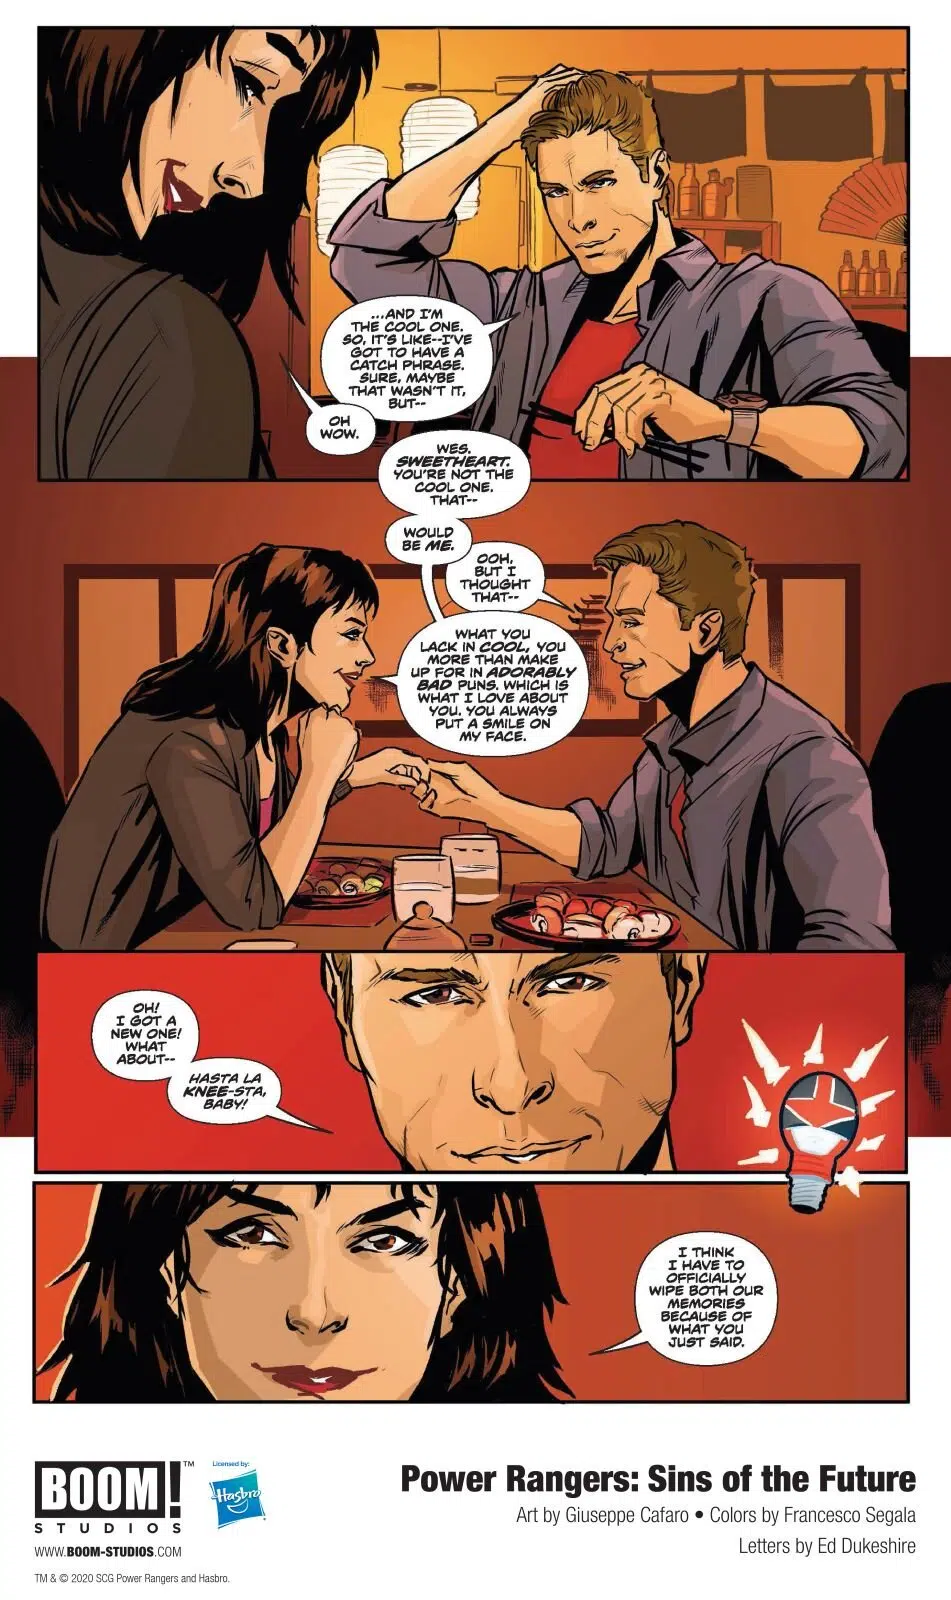 ...AND I'M
THE COOL ONE.
SO, IT'S LIKE--I'VE
GOT TO HAVE A
CATCH PHRASE.
SURE, MAYBE
THAT WASN'T IT,
BUT--
OH
WOW.
WES.
SWEETHEART.
YOU'RE NOT THE
COOL ONE.
THAT--
WOULD
BE ME.
OOH,
BUT I
THOUGHT
THAT--
WHAT YOU
LACK IN COOL, YOU
MORE THAN MAKE
UP FOR IN ADORABLY
BAD PUNS. WHICH IS
WHAT I LOVE ABOUT
YOU. YOU ALWAYS
PUT A SMILE ON
MY FACE.
OH!
I GOT A
NEW ONE!
WHAT
ABOUT--
HASTA LA
KNEE-STA,
BABY!
I THINK
I HAVE TO
OFFICIALLY
WIPE BOTH OUR
MEMORIES
BECAUSE OF
WHAT YOU
JUST SAID.
BOOM!™
STUDIOS
WWW.BOOM-STUDIOS.COM
Licensed by:
Hasbro
TM & © 2020 SCG Power Rangers and Hasbro.
Power Rangers: Sins of the Future
Art by Giuseppe Cafaro • Colors by Francesco Segala
Letters by Ed Dukeshire